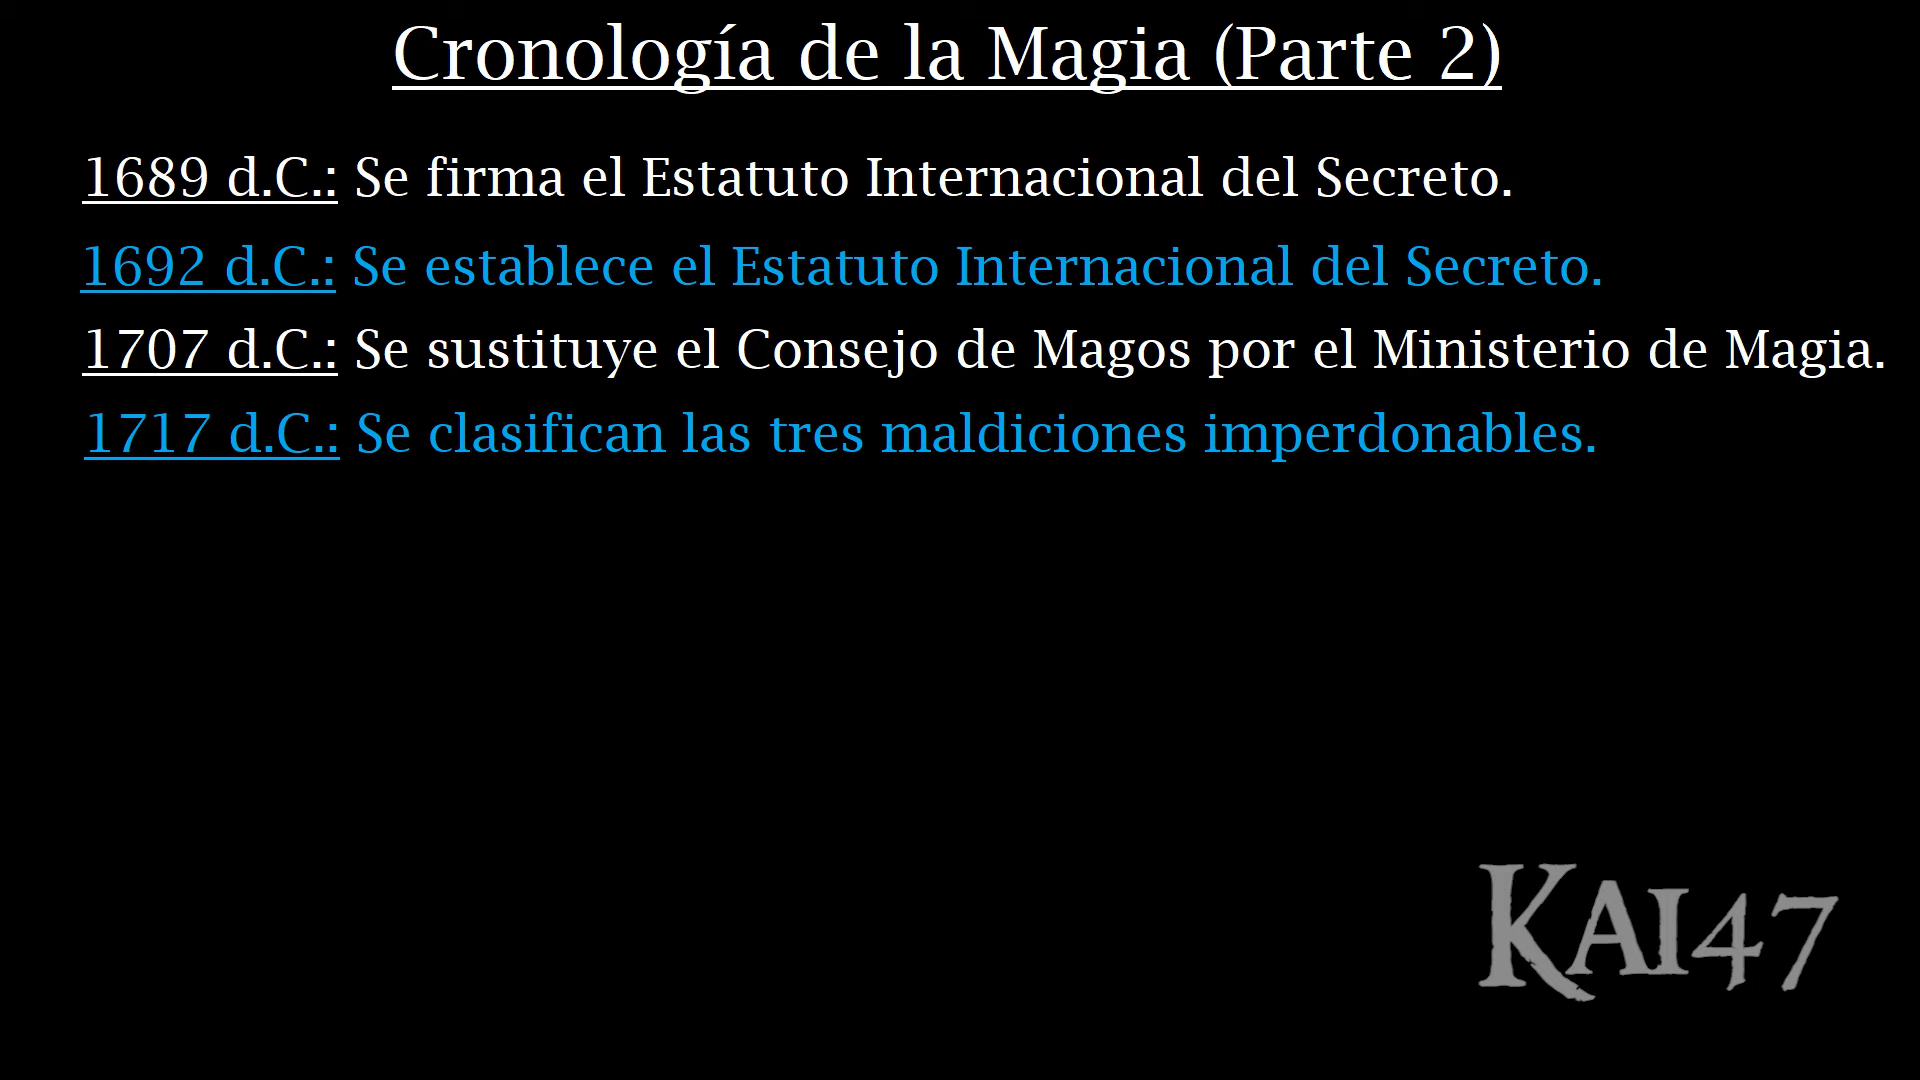 Cronología de la Magia (Parte 2)
1689 d.C.: Se firma el Estatuto Internacional del Secreto.
1692 d.C.: Se establece el Estatuto Internacional del Secreto.
1707 d.C.: Se sustituye el Consejo de Magos por el Ministerio de Magia.
1717 d.C.: Se clasifican las tres maldiciones imperdonables.
KAI47